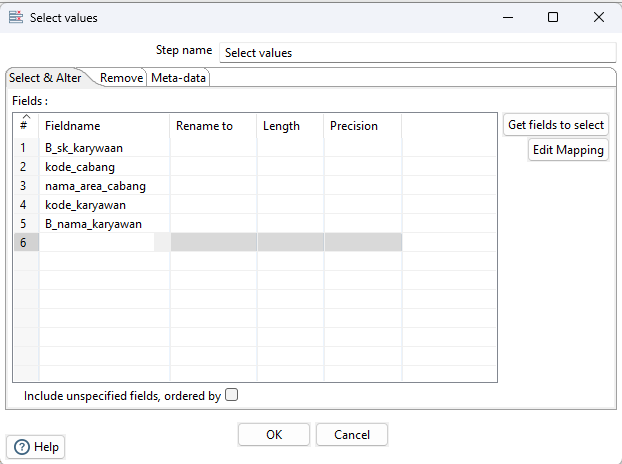 Select values
Step name Select values
Select & Alter Remove Meta-data
Fields :
# Fieldname Rename to Length Precision
1 B_sk_karywaan
2 kode_cabang
3 nama_area_cabang
4 kode_karyawan
5 B_nama_karyawan
6
Get fields to select
Edit Mapping
Include unspecified fields, ordered by
OK Cancel
Help